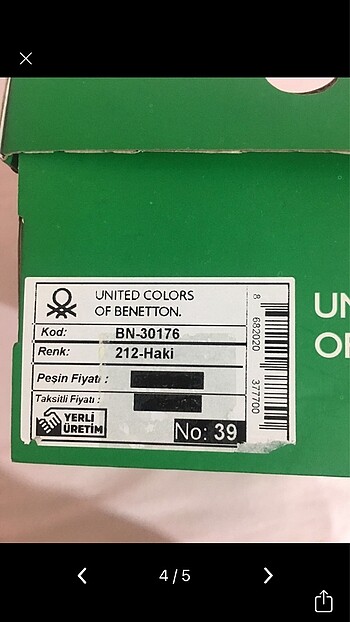 UNITED COLORS
OF BENETTON.
Kod: BN-30176
Renk: 212-Haki
Peşin Fiyatı :
Taksitli Fiyatı :
YERLİ
ÜRETİM
No: 39
8 682020 377700
UN
OF
4 / 5